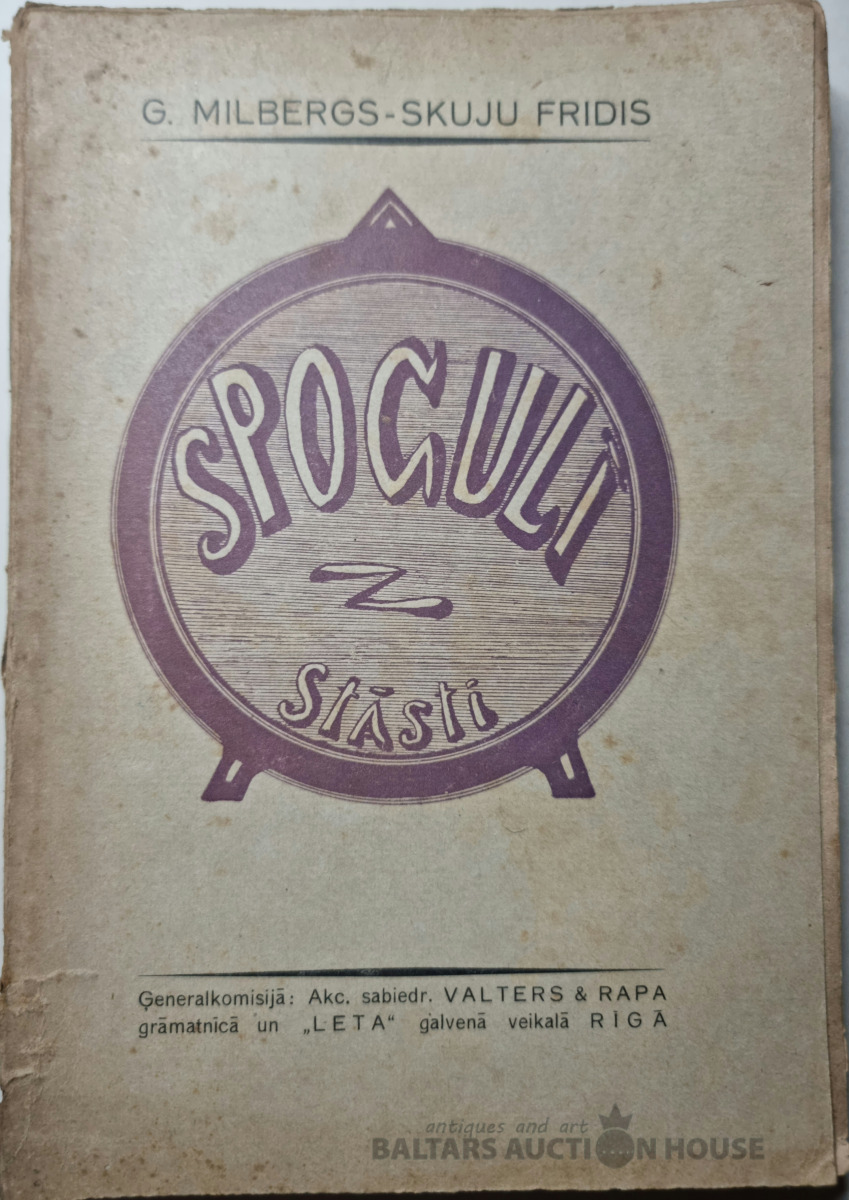 G. MILBERGS-SKUJU FRIDIS
SPOGUĻI
Stāsti
Ģeneralkomisijā: Akc. sabiedr. VALTERS & RAPA
grāmatnīcā un „LETA“ galvenā veikalā RĪGĀ
antiques and art
BALTARS AUCTION HOUSE